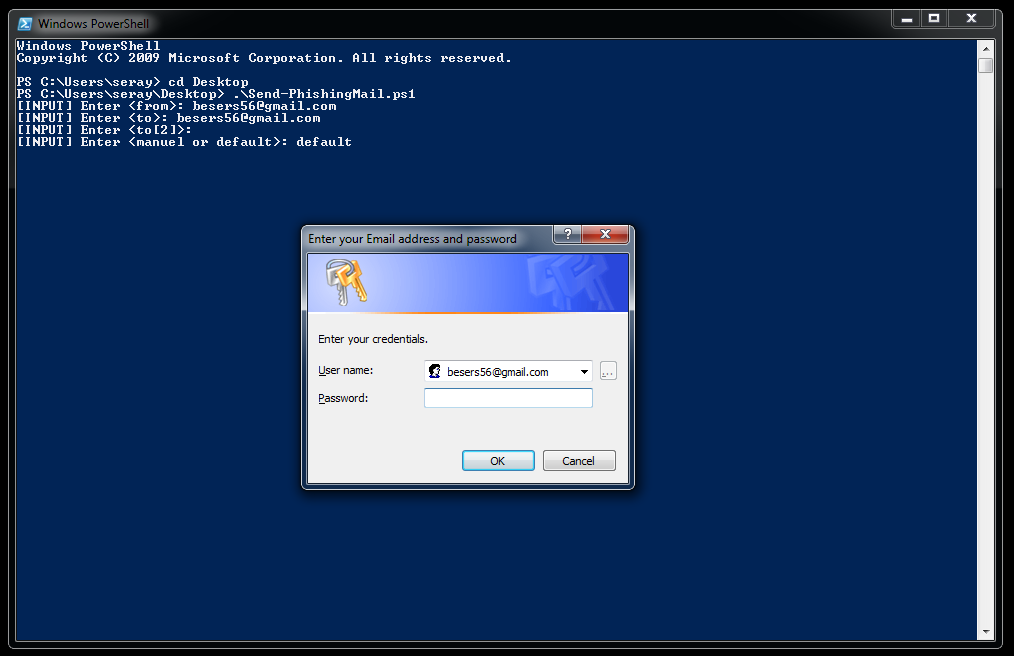 Windows PowerShell
Windows PowerShell
Copyright (C) 2009 Microsoft Corporation. All rights reserved.
PS C:\Users\seray> cd Desktop
PS C:\Users\seray\Desktop> .\Send-PhishingMail.ps1
[INPUT] Enter <from>: besers56@gmail.com
[INPUT] Enter <to>: besers56@gmail.com
[INPUT] Enter <to[2]>:
[INPUT] Enter <manuel or default>: default
Enter your Email address and password
?
Enter your credentials.
User name:
besers56@gmail.com
...
Password:
OK
Cancel